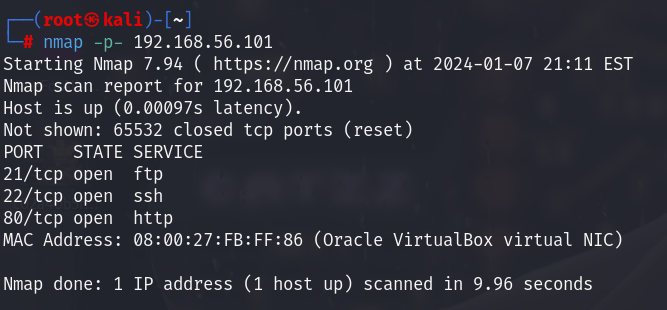 ┌──(root㉿kali)-[~]
└─# nmap -p- 192.168.56.101
Starting Nmap 7.94 ( https://nmap.org ) at 2024-01-07 21:11 EST
Nmap scan report for 192.168.56.101
Host is up (0.00097s latency).
Not shown: 65532 closed tcp ports (reset)
PORT   STATE SERVICE
21/tcp open  ftp
22/tcp open  ssh
80/tcp open  http
MAC Address: 08:00:27:FB:FF:86 (Oracle VirtualBox virtual NIC)

Nmap done: 1 IP address (1 host up) scanned in 9.96 seconds